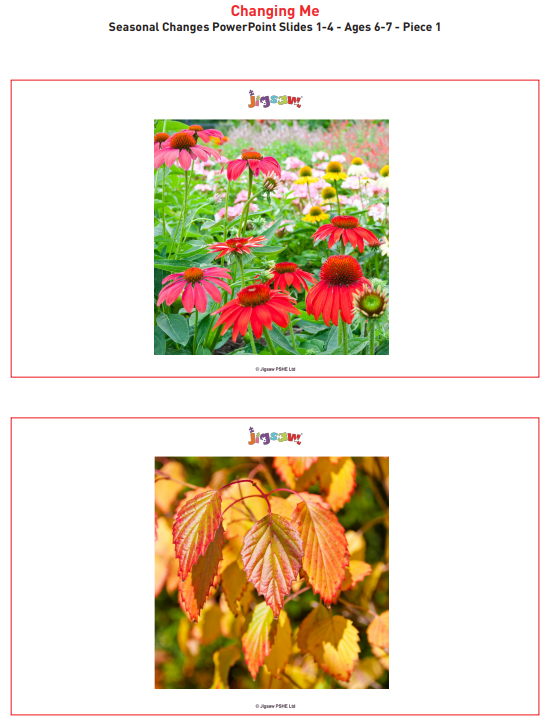 Changing Me
Seasonal Changes PowerPoint Slides 1-4 - Ages 6-7 - Piece 1
Jigsaw
© Jigsaw PSHE Ltd
Jigsaw
© Jigsaw PSHE Ltd